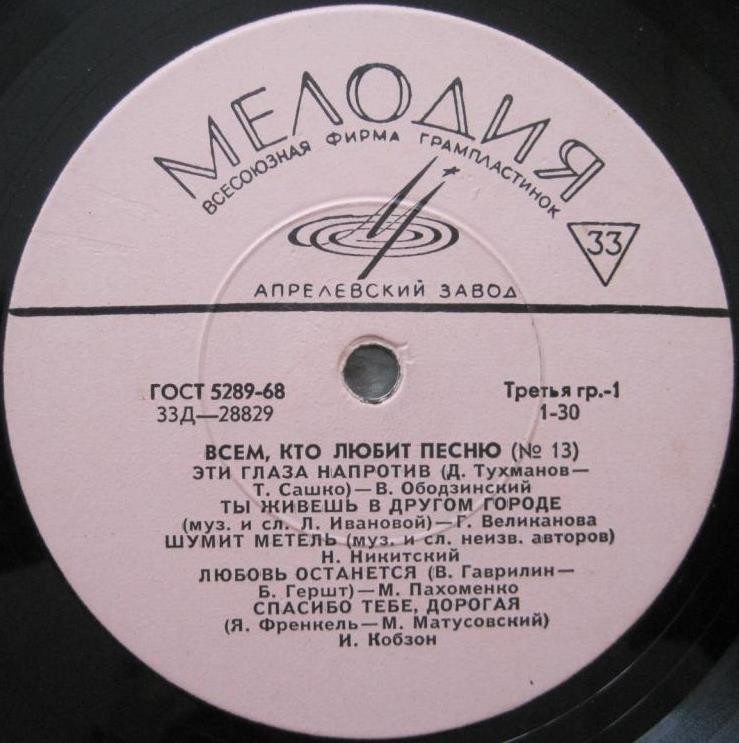 МЕЛОДИЯ
ВСЕСОЮЗНАЯ ФИРМА ГРАМПЛАСТИНОК
33
АПРЕЛЕВСКИЙ ЗАВОД
ГОСТ 5289-68 Третья гр.-1
33Д—28829 1-30
ВСЕМ, КТО ЛЮБИТ ПЕСНЮ (№ 13)
ЭТИ ГЛАЗА НАПРОТИВ (Д. Тухманов—
Т. Сашко)—В. Ободзинский
ТЫ ЖИВЕШЬ В ДРУГОМ ГОРОДЕ
(муз. и сл. Л. Ивановой)—Г. Великанова
ШУМИТ МЕТЕЛЬ (муз. и сл. неизв. авторов)
Н. Никитский
ЛЮБОВЬ ОСТАНЕТСЯ (В. Гаврилин—
Б. Гершт)—М. Пахоменко
СПАСИБО ТЕБЕ, ДОРОГАЯ
(Я. Френкель—М. Матусовский)
И. Кобзон